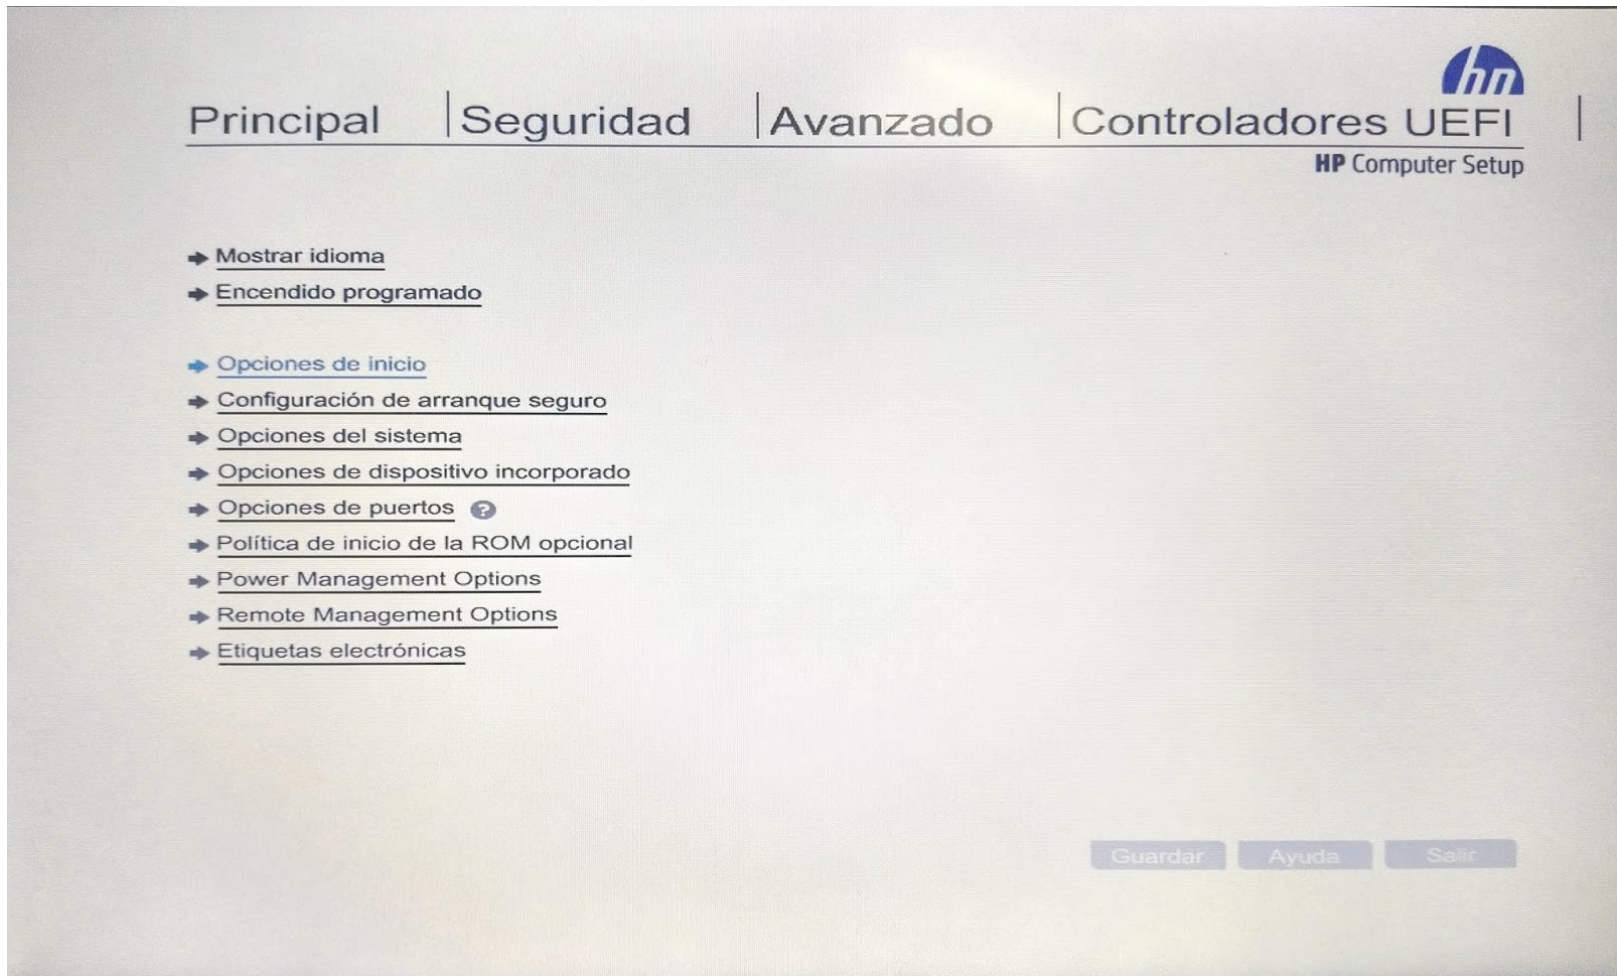 hp
Principal
Seguridad
Avanzado
Controladores UEFI
HP Computer Setup
Mostrar idioma
Encendido programado
Opciones de inicio
Configuración de arranque seguro
Opciones del sistema
Opciones de dispositivo incorporado
Opciones de puertos ?
Política de inicio de la ROM opcional
Power Management Options
Remote Management Options
Etiquetas electrónicas
Guardar
Ayuda
Salir